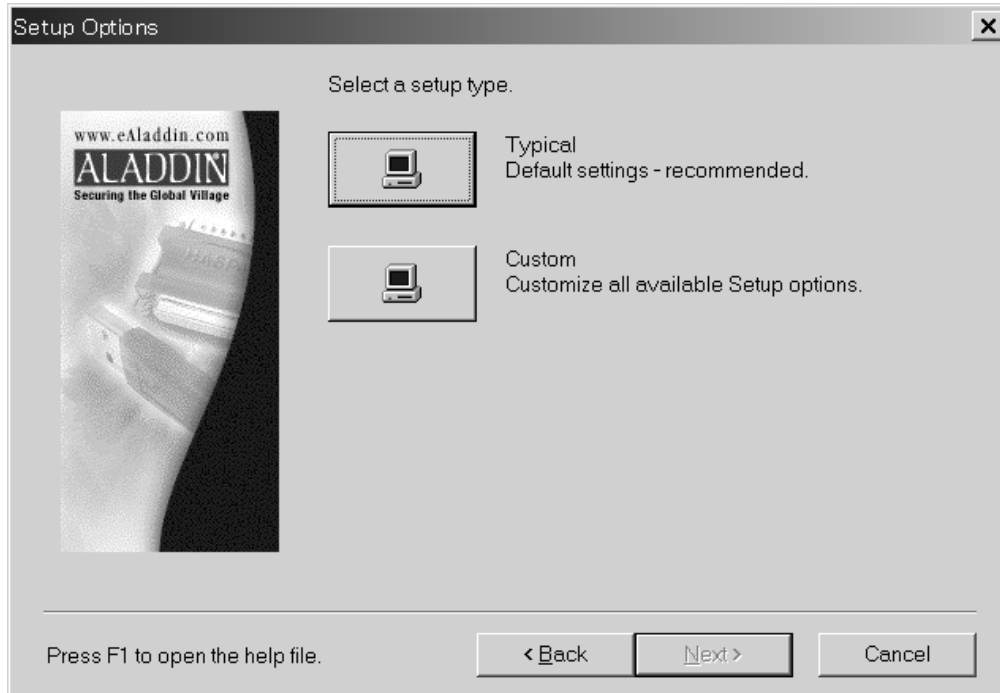 Setup Options
Select a setup type.
www.eAladdin.com
ALADDIN
Securing the Global Village
HASP
Typical
Default settings - recommended.
Custom
Customize all available Setup options.
Press F1 to open the help file.
< Back
Next >
Cancel